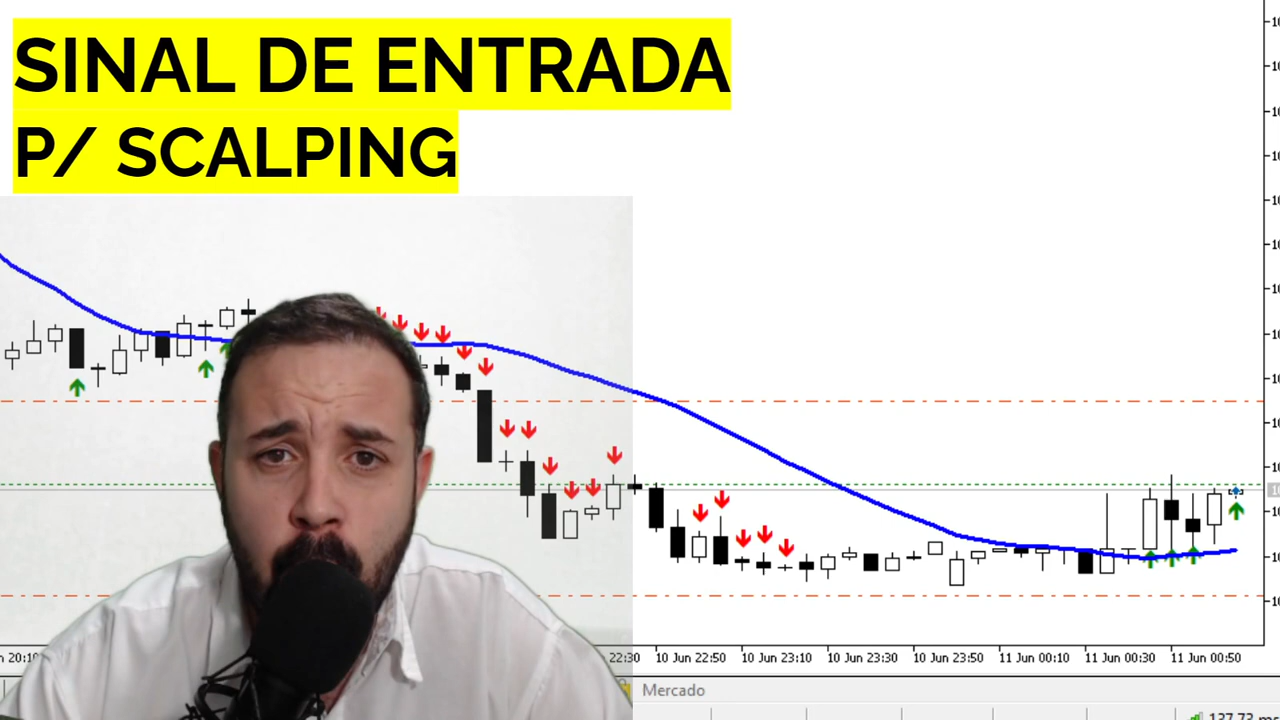 SINAL DE ENTRADA
P/ SCALPING
20:10
22:30
10 Jun 22:50
10 Jun 23:10
10 Jun 23:30
10 Jun 23:50
11 Jun 00:10
11 Jun 00:30
11 Jun 00:50
Mercado